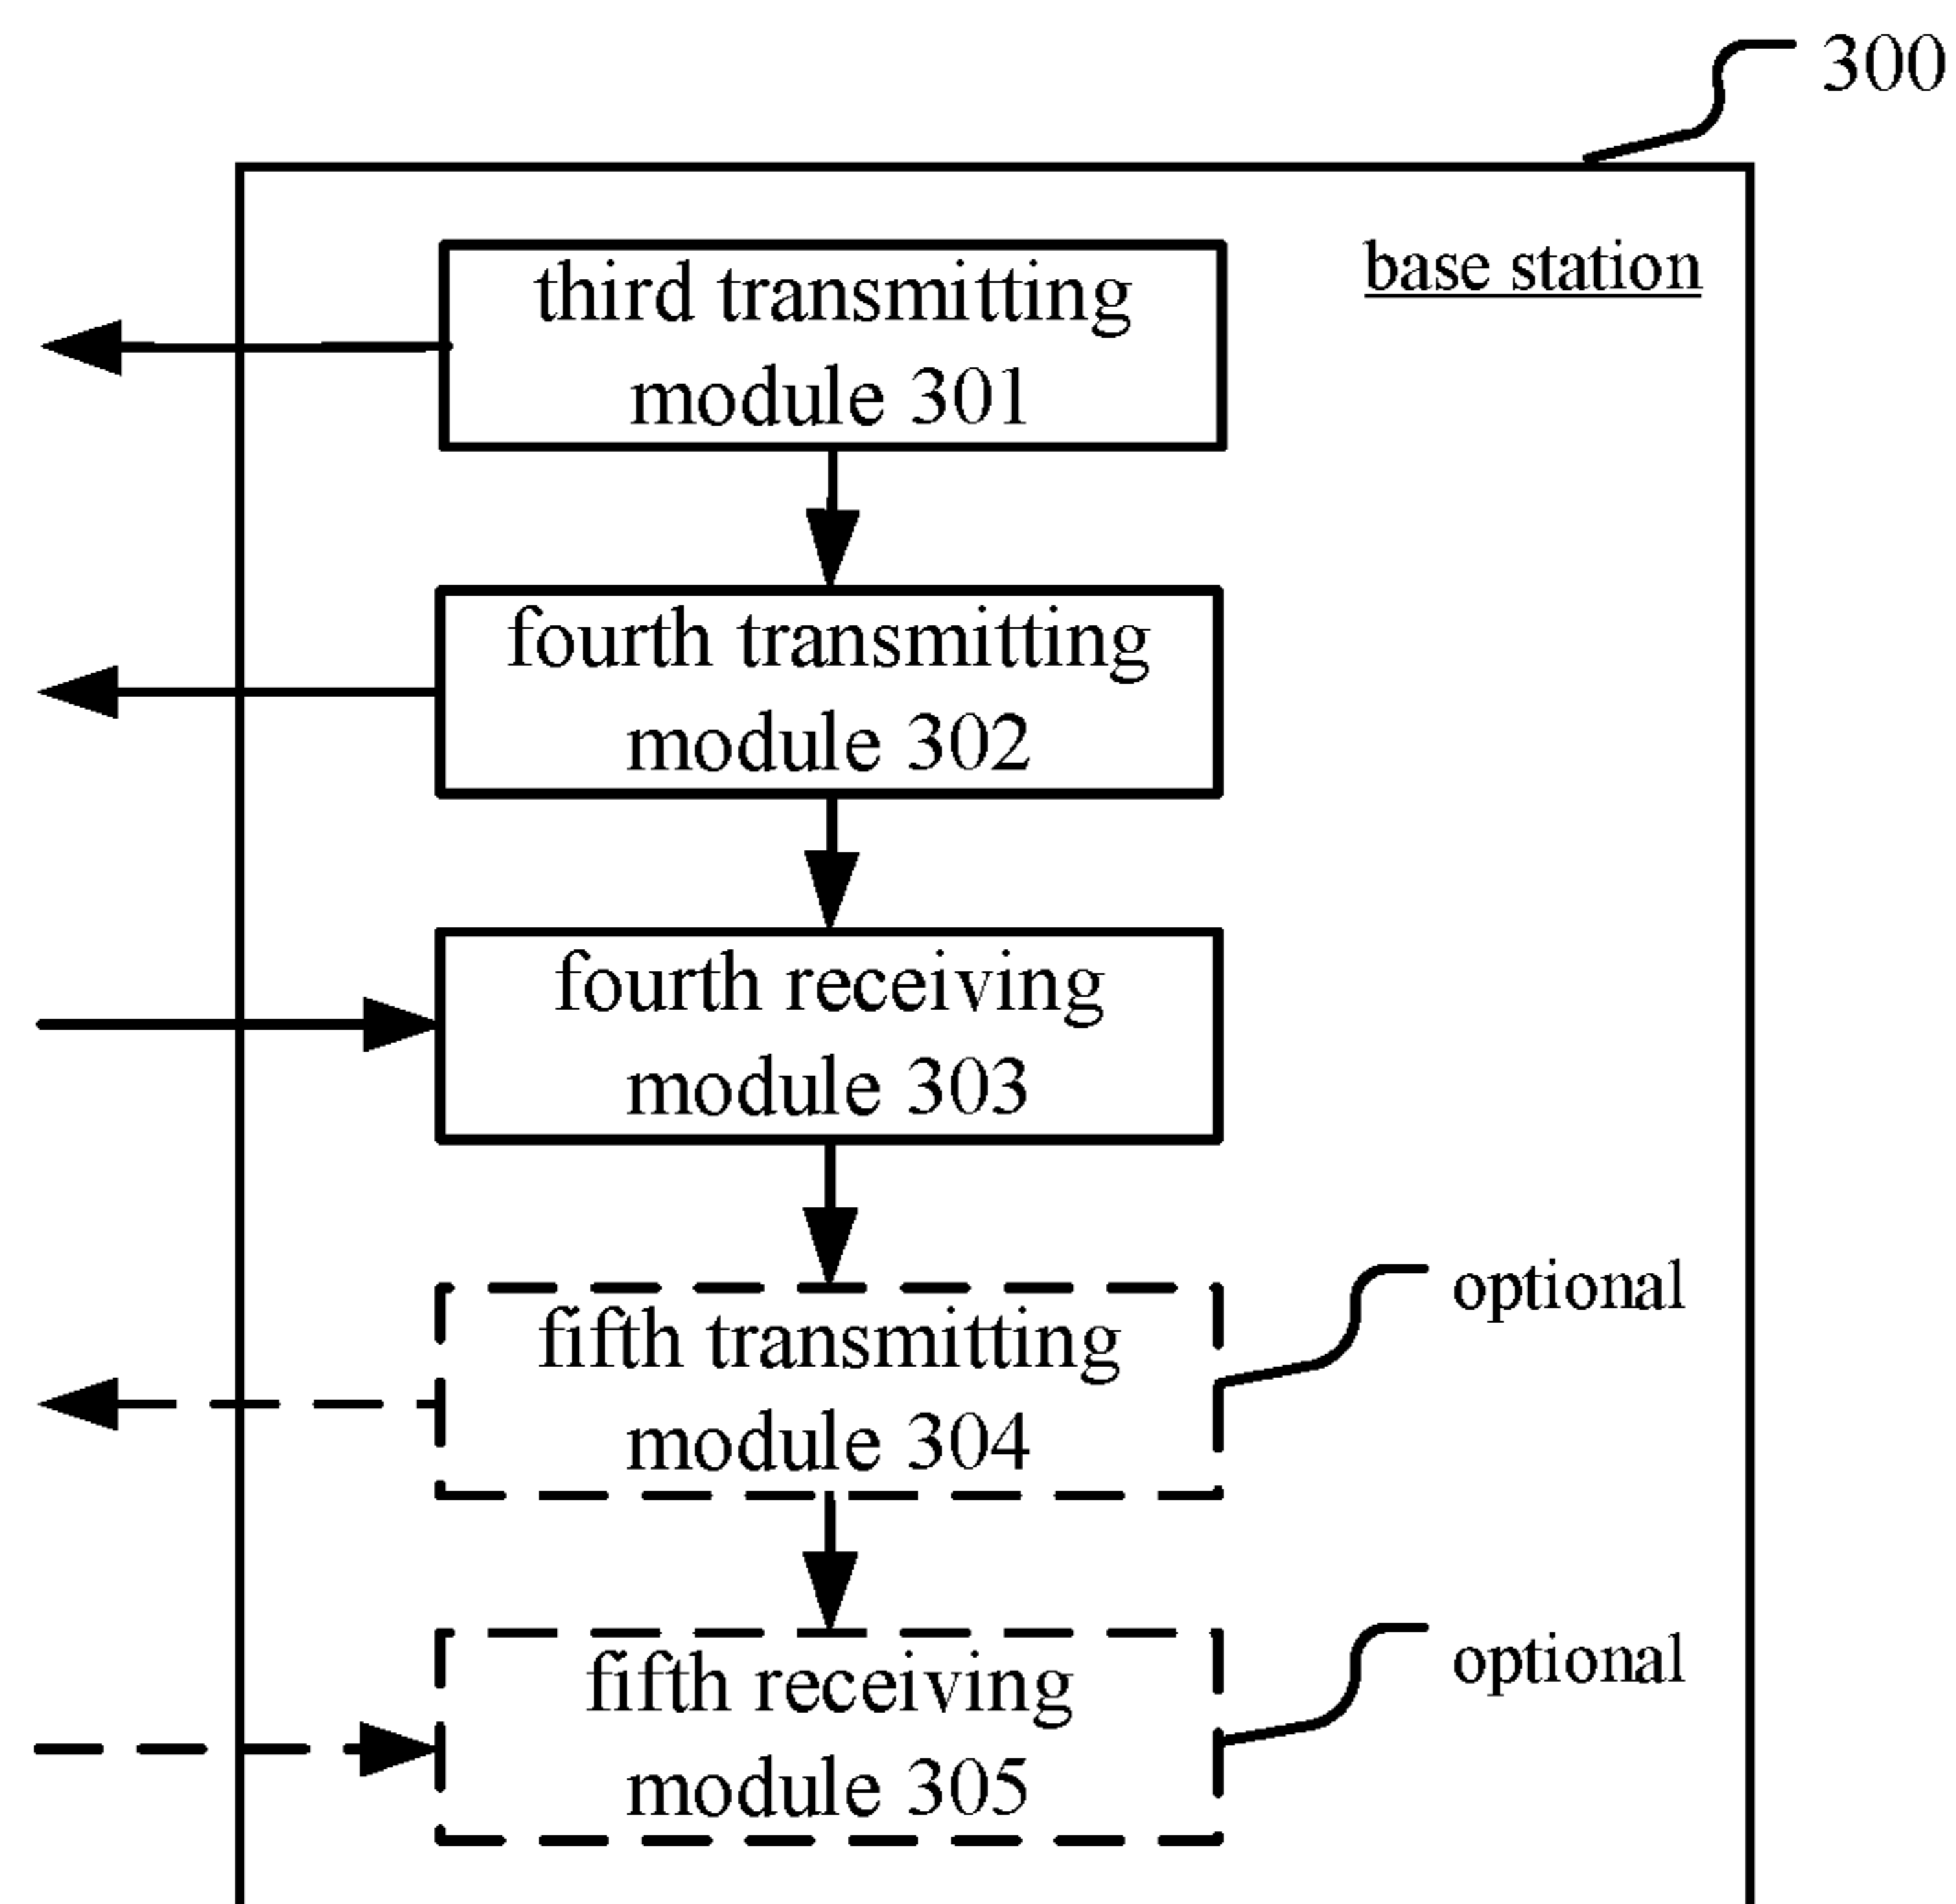 300
base station
third transmitting
module 301
fourth transmitting
module 302
fourth receiving
module 303
optional
fifth transmitting
module 304
optional
fifth receiving
module 305